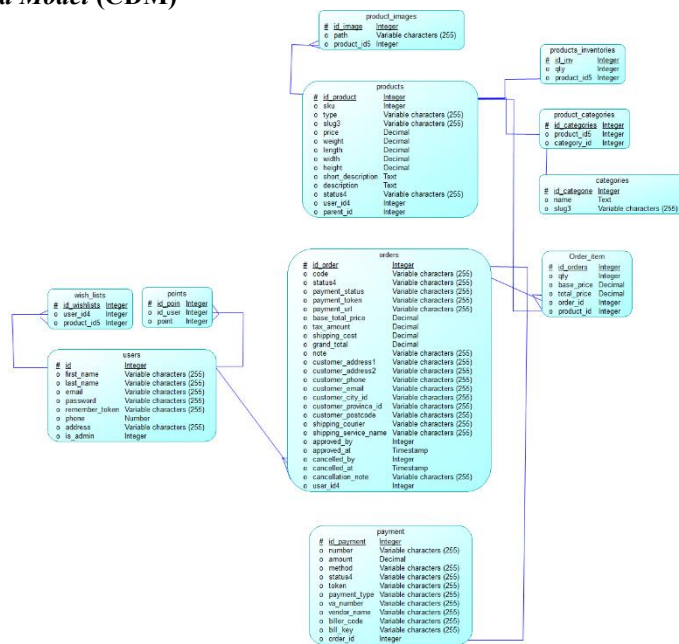 a Model (CDM)
product_images
# id_image Integer
o path Variable characters (255)
o product_id5 Integer
products_inventories
# id_inv Integer
o qty Integer
o product_id5 Integer
products
# id_product Integer
o sku Integer
o type Variable characters (255)
o slug3 Variable characters (255)
o price Decimal
o weight Decimal
o length Decimal
o width Decimal
o height Decimal
o short_description Text
o description Text
o status4 Variable characters (255)
o user_id4 Integer
o parent_id Integer
product_categories
# id_categories Integer
o product_id5 Integer
o category_id Integer
categories
# id_categorie Integer
o name Text
o slug3 Variable characters (255)
orders
# id_order Integer
o code Variable characters (255)
o status4 Variable characters (255)
o payment_status Variable characters (255)
o payment_token Variable characters (255)
o payment_url Variable characters (255)
o base_total_price Decimal
o tax_amount Decimal
o shipping_cost Decimal
o grand_total Decimal
o note Variable characters (255)
o customer_address1 Variable characters (255)
o customer_address2 Variable characters (255)
o customer_phone Variable characters (255)
o customer_email Variable characters (255)
o customer_city_id Variable characters (255)
o customer_province_id Variable characters (255)
o customer_postcode Variable characters (255)
o shipping_courier Variable characters (255)
o shipping_service_name Variable characters (255)
o approved_by Integer
o approved_at Timestamp
o cancelled_by Integer
o cancelled_at Timestamp
o cancellation_note Variable characters (255)
o user_id4 Integer
Order_item
# id_orders Integer
o qty Integer
o base_price Decimal
o total_price Decimal
o order_id Integer
o product_id Integer
wish_lists
# id_wishlists Integer
o user_id4 Integer
o product_id5 Integer
points
# id_poin Integer
o id_user Integer
o point Integer
users
# id Integer
o first_name Variable characters (255)
o last_name Variable characters (255)
o email Variable characters (255)
o password Variable characters (255)
o remember_token Variable characters (255)
o phone Number
o address Variable characters (255)
o is_admin Integer
payment
# id_payment Integer
o number Variable characters (255)
o amount Decimal
o method Variable characters (255)
o status4 Variable characters (255)
o token Variable characters (255)
o payment_type Variable characters (255)
o va_number Variable characters (255)
o vendor_name Variable characters (255)
o biller_code Variable characters (255)
o bill_key Variable characters (255)
o order_id Integer